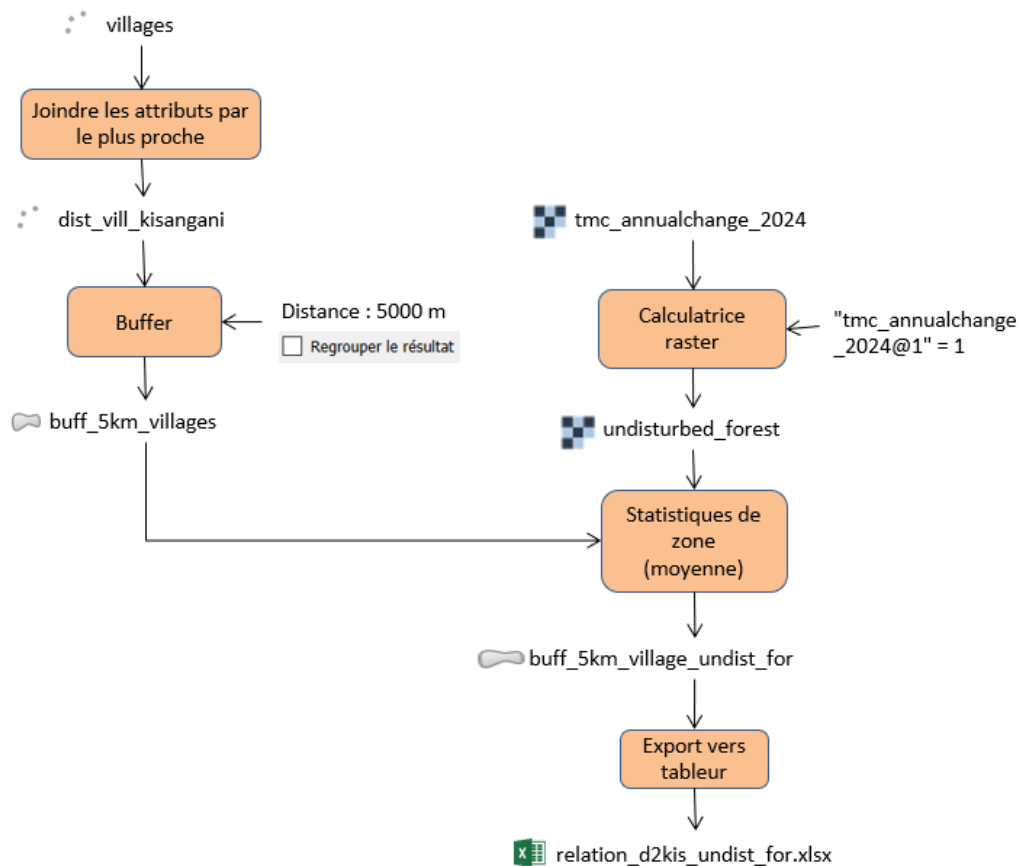 villages
Joindre les attributs par
le plus proche
dist_vill_kisangani
Buffer
Distance : 5000 m
Regrouper le résultat
buff_5km_villages
tmc_annualchange_2024
Calculatrice
raster
"tmc_annualchange
_2024@1" = 1
undisturbed_forest
Statistiques de
zone
(moyenne)
buff_5km_village_undist_for
Export vers
tableur
relation_d2kis_undist_for.xlsx